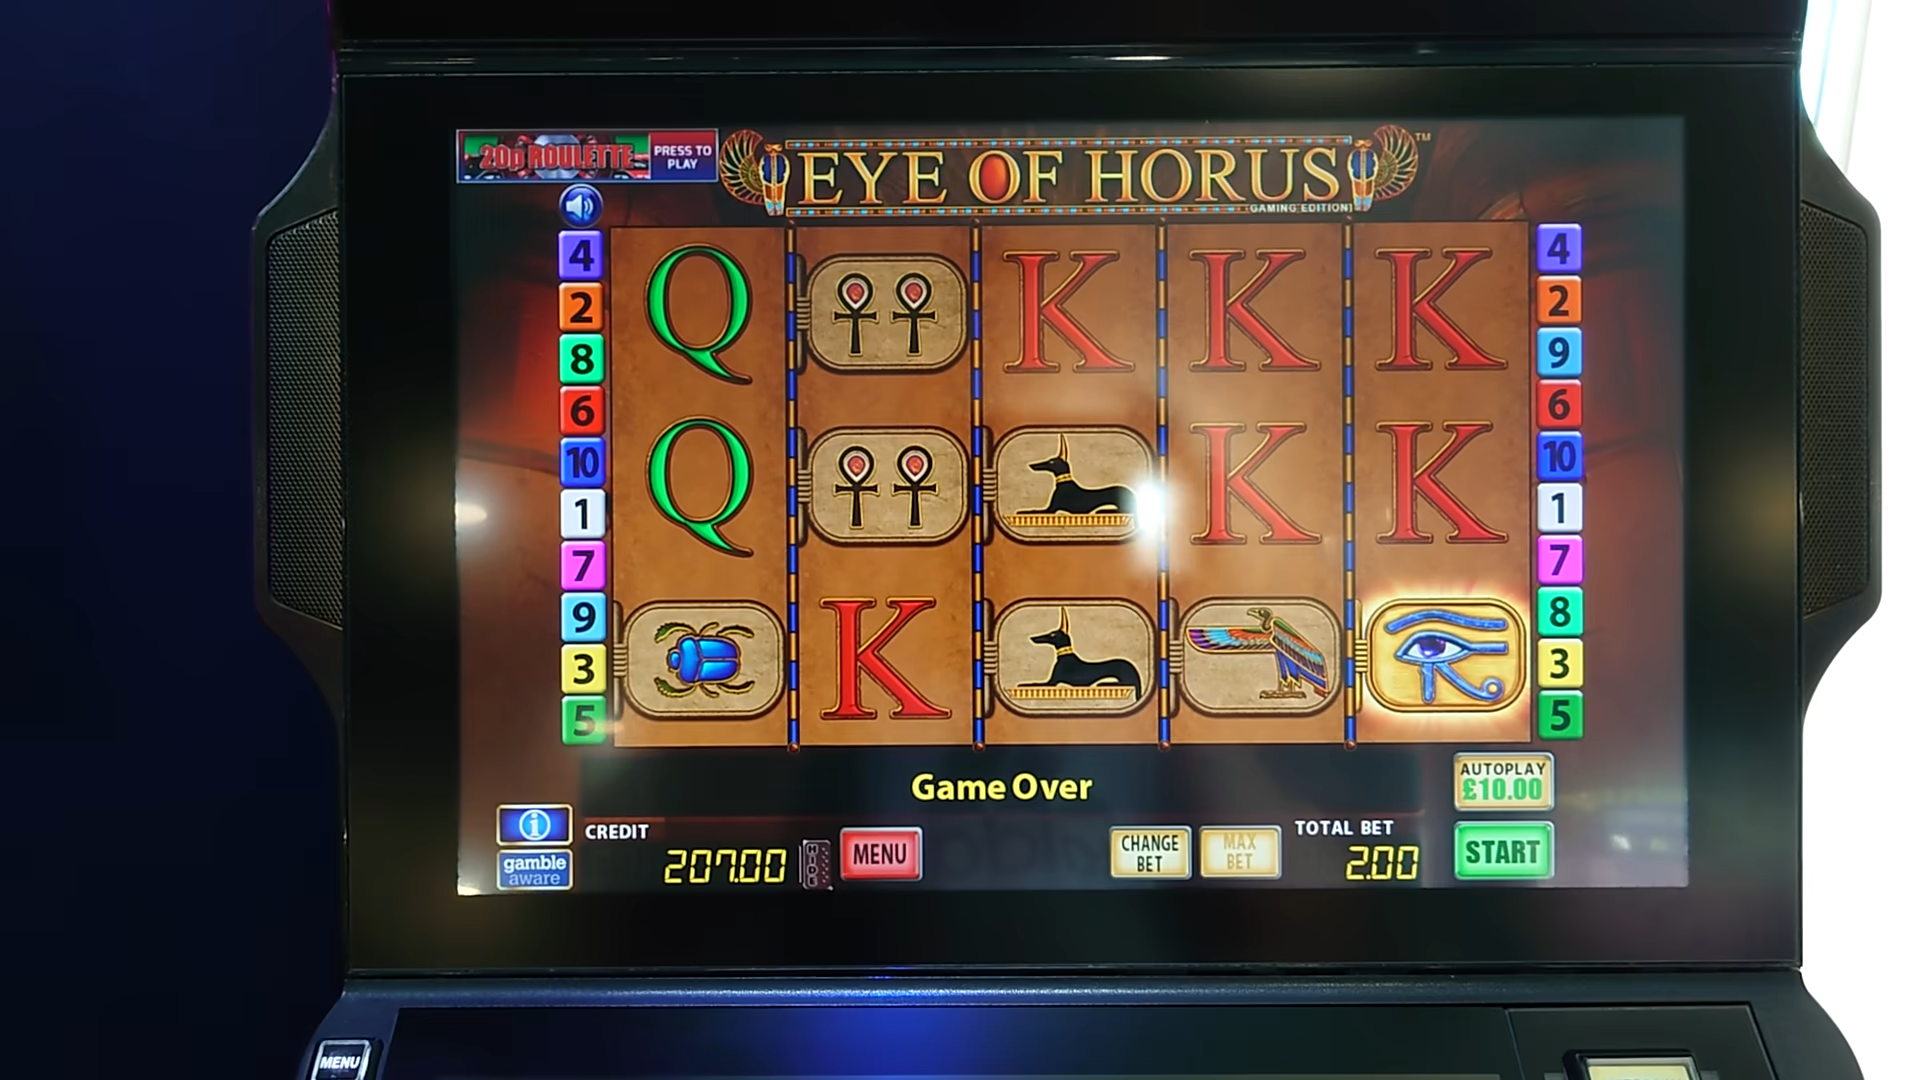 20p ROULETTE
PRESS TO
PLAY
EYE OF HORUS™
GAMING EDITION
4
2
8
6
10
1
7
9
3
5
Q
K
K
K
Q
K
K
K
4
2
9
6
10
1
7
8
3
5
Game Over
AUTOPLAY
£10.00
i
gamble
aware
CREDIT
207.00
HIDE
MENU
CHANGE
BET
MAX
BET
TOTAL BET
2.00
START
MENU